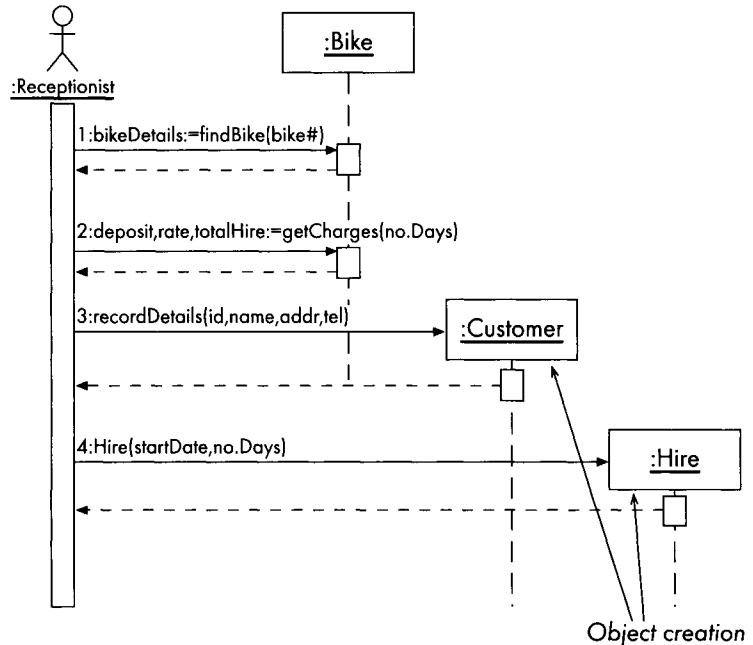 :Bike
:Receptionist
1:bikeDetails:=findBike(bike#)
2:deposit,rate,totalHire:=getCharges(no.Days)
3:recordDetails(id,name,addr,tel)
:Customer
4:Hire(startDate,no.Days)
:Hire
Object creation